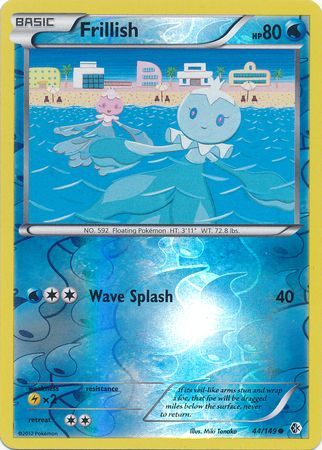 BASIC
Frillish
HP80
NO. 592 Floating Pokémon HT: 3'11" WT: 72.8 lbs.
Wave Splash 40
weakness resistance
×2
retreat
If its veil-like arms stun and wrap
a foe, that foe will be dragged
miles below the surface, never
to return.
©2012 Pokémon
Illus. Miki Tanaka
44/149